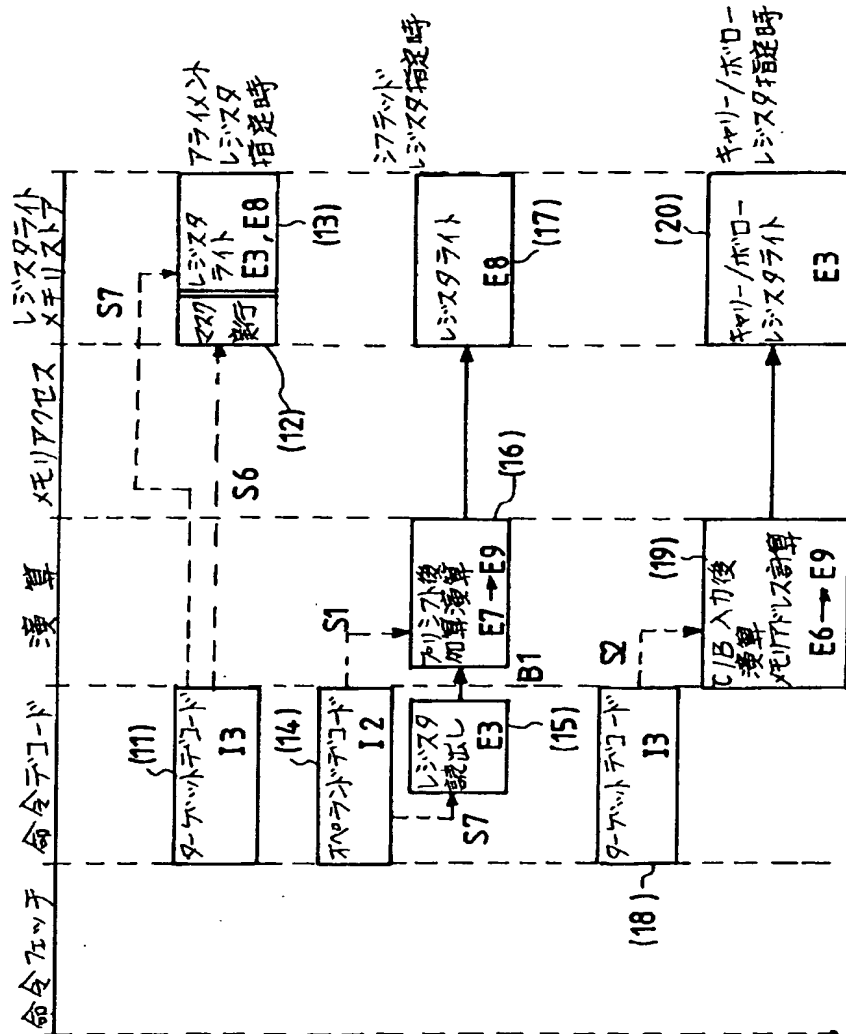 命令フェッチ
命令デコード
演算
メモリアクセス
レジスタライト
メモリストア
(11)
ターゲットデコード
I3
S7
S6
マスク
実行
レジスタ
ライト
E3, E8
(12)
(13)
アライメント
レジスタ
指定時
(14)
オペランドデコード
I2
S1
S7
レジスタ
読出し
E3
(15)
B1
プリシフト後
加算演算
E7→E9
(16)
レジスタライト
E8
(17)
シフテッド
レジスタ指定時
ターゲットデコード
I3
(18)
S2
(19)
C/B入力後
演算
メモリアドレス計算
E6→E9
(20)
キャリー/ボロー
レジスタライト
E3
キャリー/ボロー
レジスタ指定時